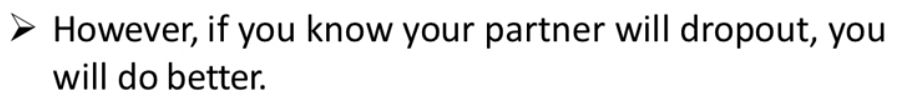 ➢ However, if you know your partner will dropout, you
will do better.